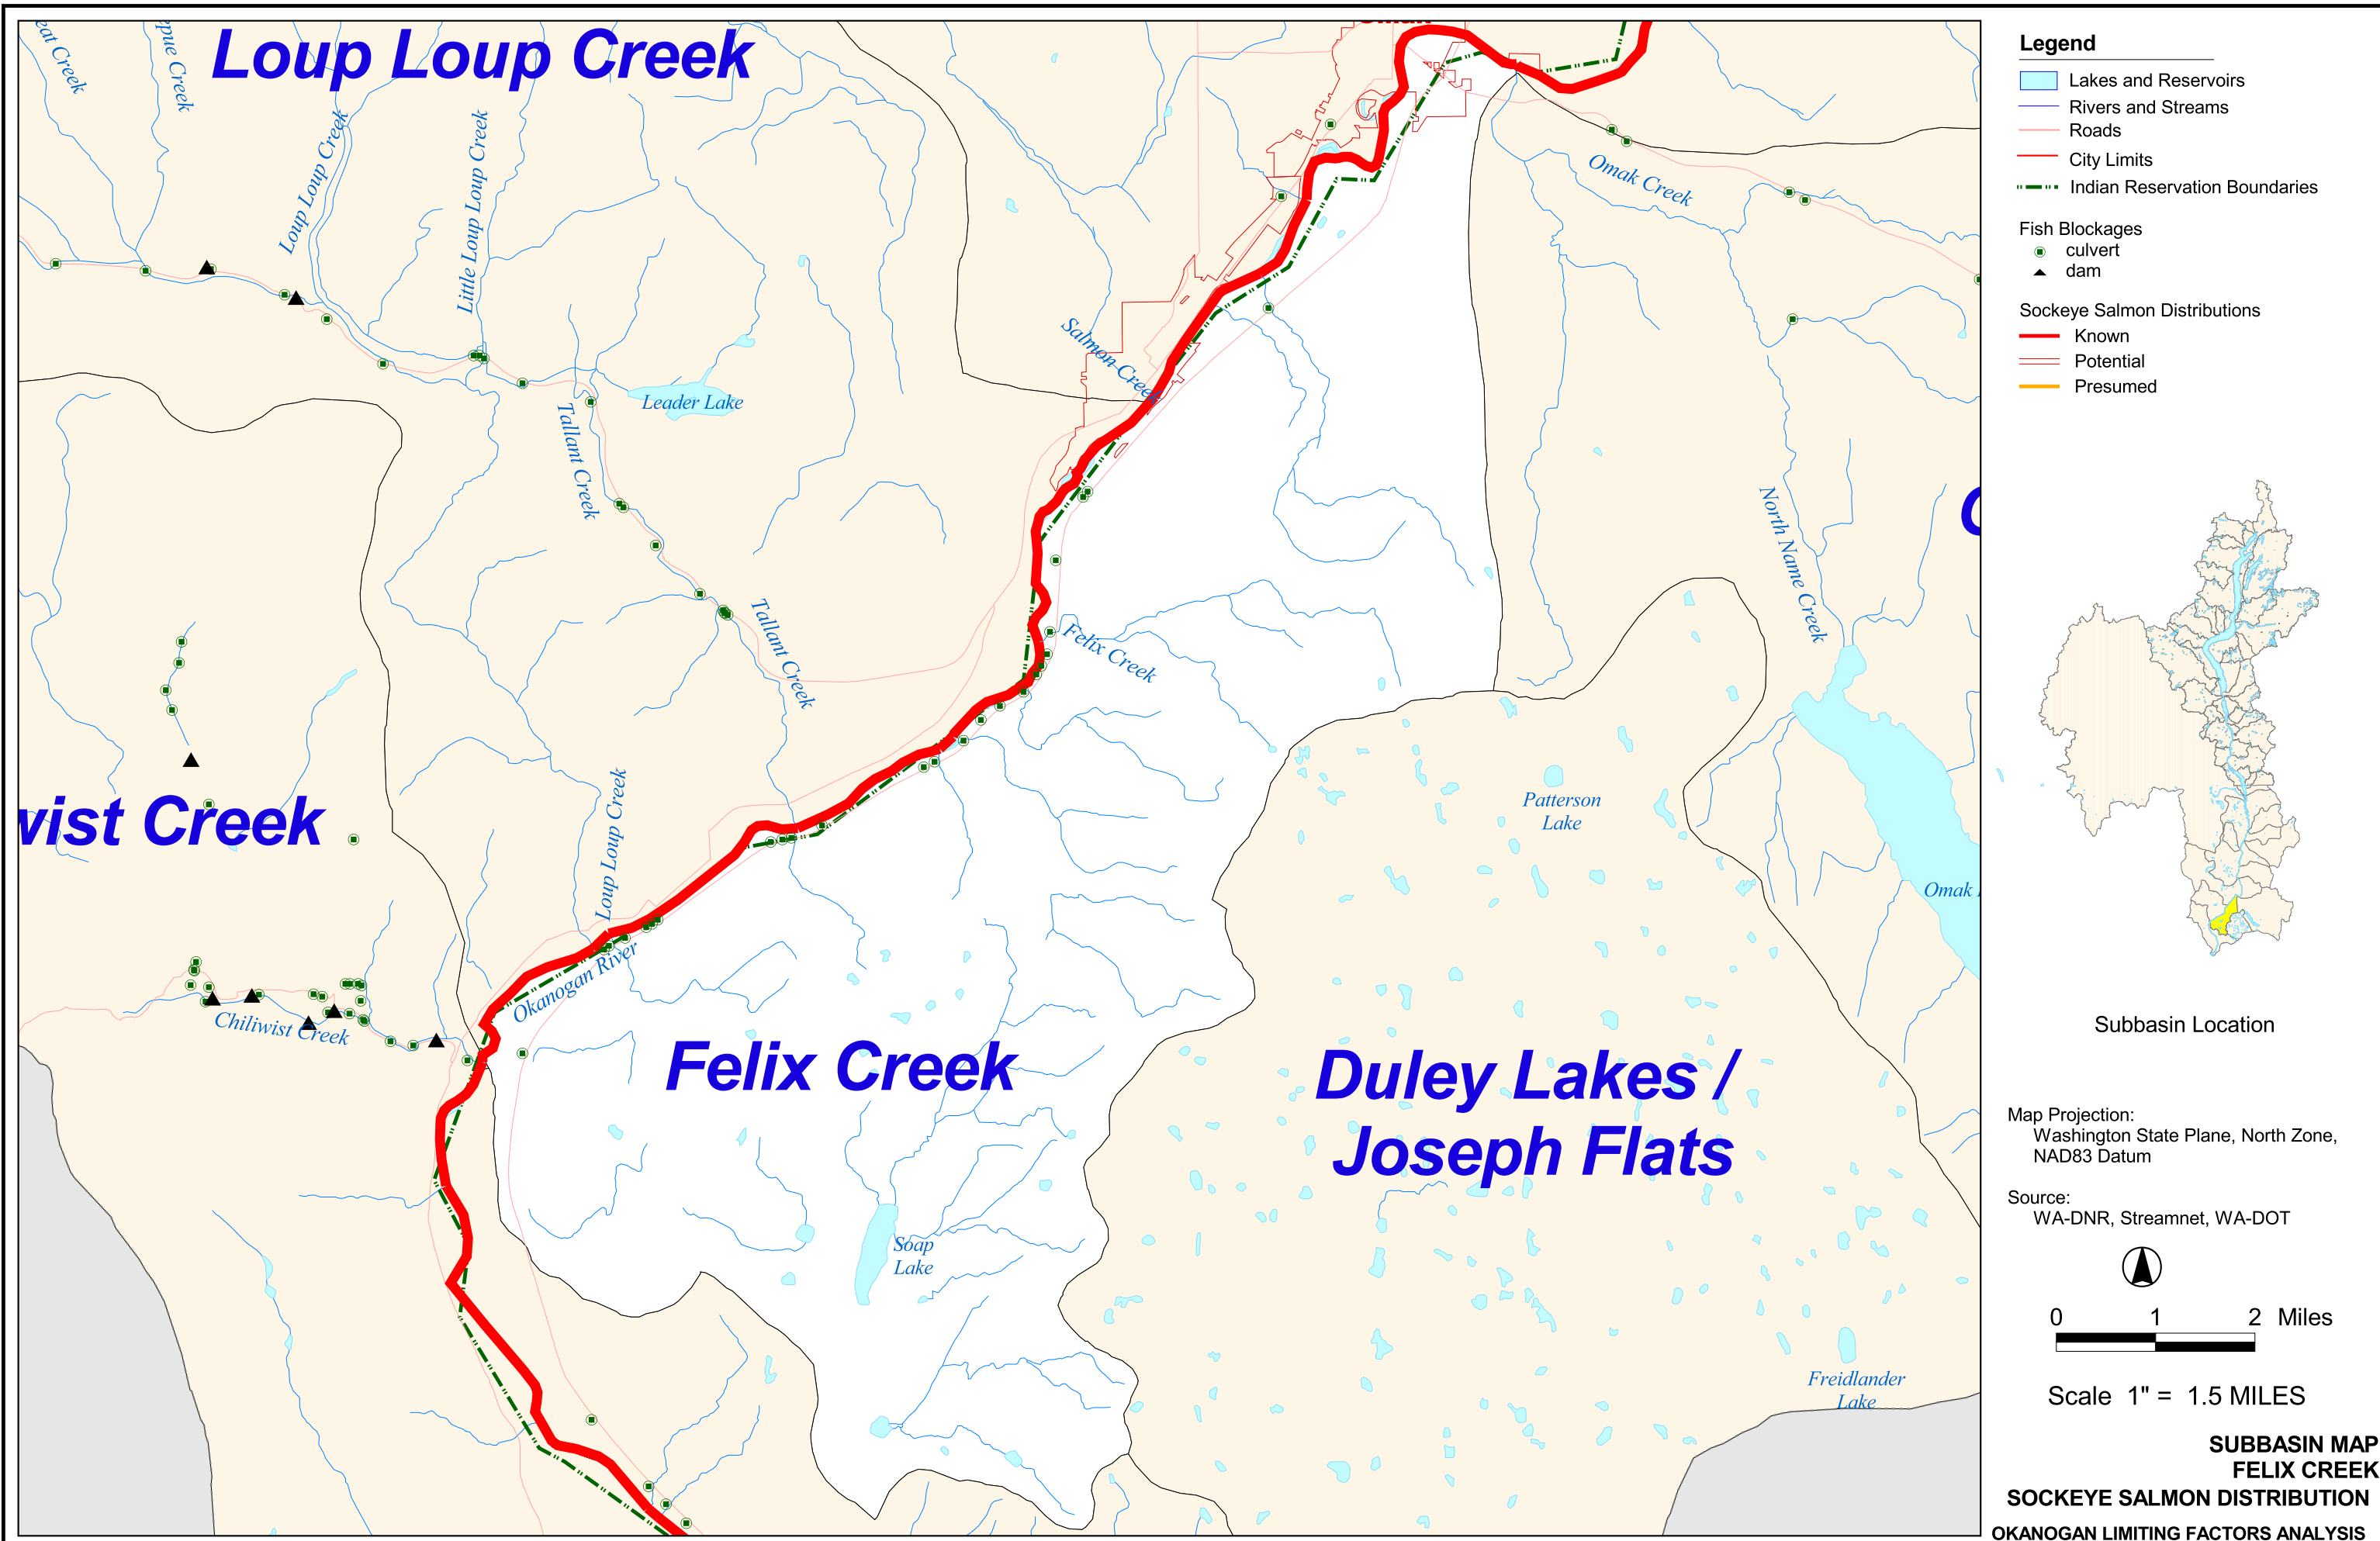 Loup Loup Creek
eat Creek
Loup Loup Creek
Little Loup Loup Creek
Omak Creek
Salmon Creek
Leader Lake
Tallant Creek
North Name Creek
Tallant Creek
Felix Creek
Patterson
Lake
wist Creek
Loup Loup Creek
Omak
Okanogan River
Chiliwist Creek
Felix Creek
Duley Lakes /
Joseph Flats
Soap
Lake
Freidlander
Lake
Legend
Lakes and Reservoirs
Rivers and Streams
Roads
City Limits
Indian Reservation Boundaries
Fish Blockages
culvert
dam
Sockeye Salmon Distributions
Known
Potential
Presumed
Subbasin Location
Map Projection:
Washington State Plane, North Zone,
NAD83 Datum
Source:
WA-DNR, Streamnet, WA-DOT
0 1 2 Miles
Scale 1" = 1.5 MILES
SUBBASIN MAP
FELIX CREEK
SOCKEYE SALMON DISTRIBUTION
OKANOGAN LIMITING FACTORS ANALYSIS